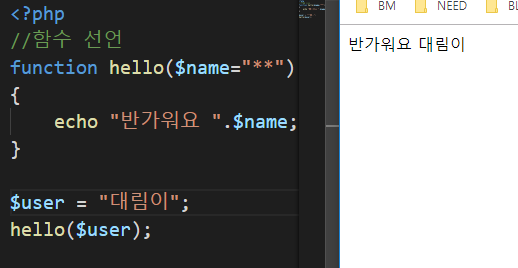 <?php
//함수 선언
function hello($name="**")
{
    echo "반가워요 ".$name;
}
$user = "대림이";
hello($user);
BM
NEED
반가워요 대림이